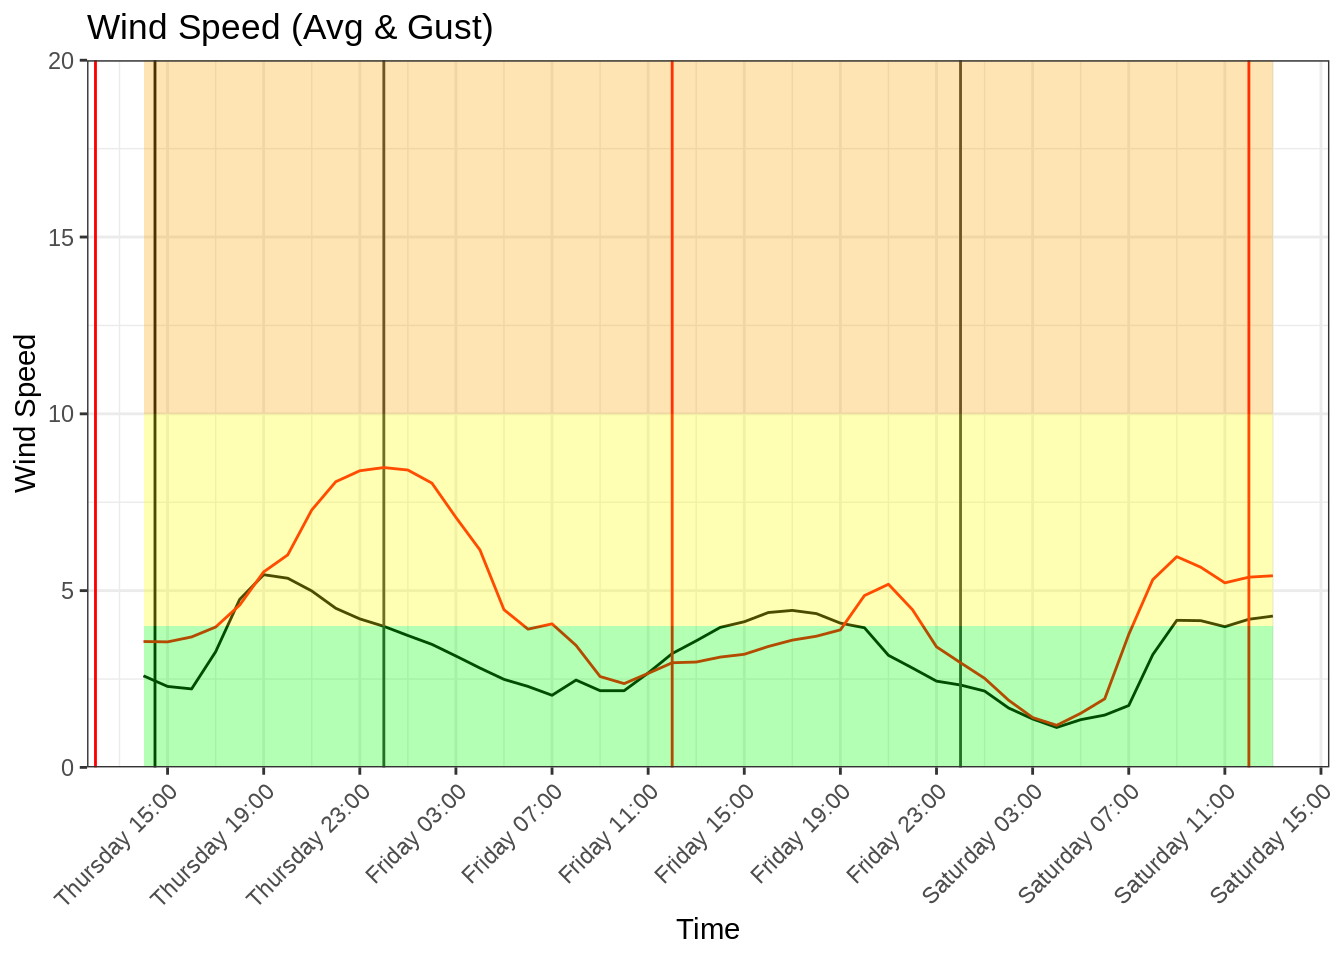 Wind Speed (Avg & Gust)
20
15
10
5
0
Wind Speed
Thursday 15:00
Thursday 19:00
Thursday 23:00
Friday 03:00
Friday 07:00
Friday 11:00
Friday 15:00
Friday 19:00
Friday 23:00
Saturday 03:00
Saturday 07:00
Saturday 11:00
Saturday 15:00
Time